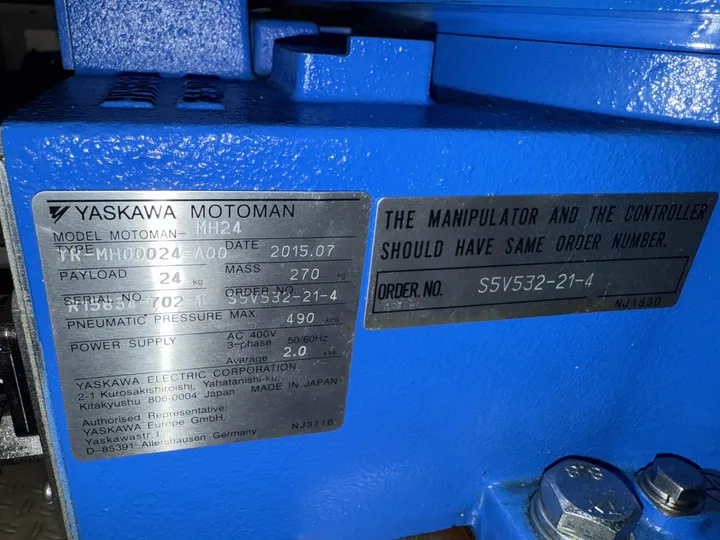 YASKAWA MOTOMAN
MODEL MOTOMAN- MH24
TYPE YR-MH00024-A00 DATE 2015.07
PAYLOAD 24 kg MASS 270 kg
SERIAL NO. S5V532-21-4
PNEUMATIC PRESSURE MAX. 490 kPa
POWER SUPPLY AC 400V
3-phase 50/60Hz
Avarage 2.0 kVA
YASKAWA ELECTRIC CORPORATION
2-1 Kurosakishiroishi, Yahatanishi-ku,
Kitakyushu 806-0004 Japan MADE IN JAPAN
Authorised Representative:
YASKAWA Europe GmbH
Yaskawastr.1
D-85391 Allershausen Germany NJ3116
THE MANIPULATOR AND THE CONTROLLER
SHOULD HAVE SAME ORDER NUMBER.
ORDER. NO. S5V532-21-4
NJ1530
8.8